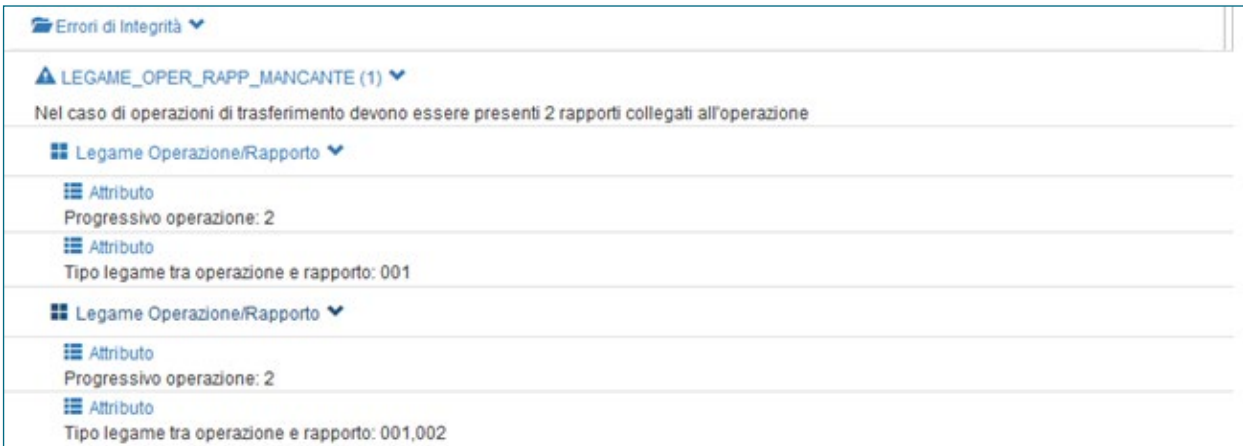 Errori di Integrità
LEGAME_OPER_RAPP_MANCANTE (1)
Nel caso di operazioni di trasferimento devono essere presenti 2 rapporti collegati all'operazione
Legame Operazione/Rapporto
Attributo
Progressivo operazione: 2
Attributo
Tipo legame tra operazione e rapporto: 001
Legame Operazione/Rapporto
Attributo
Progressivo operazione: 2
Attributo
Tipo legame tra operazione e rapporto: 001,002